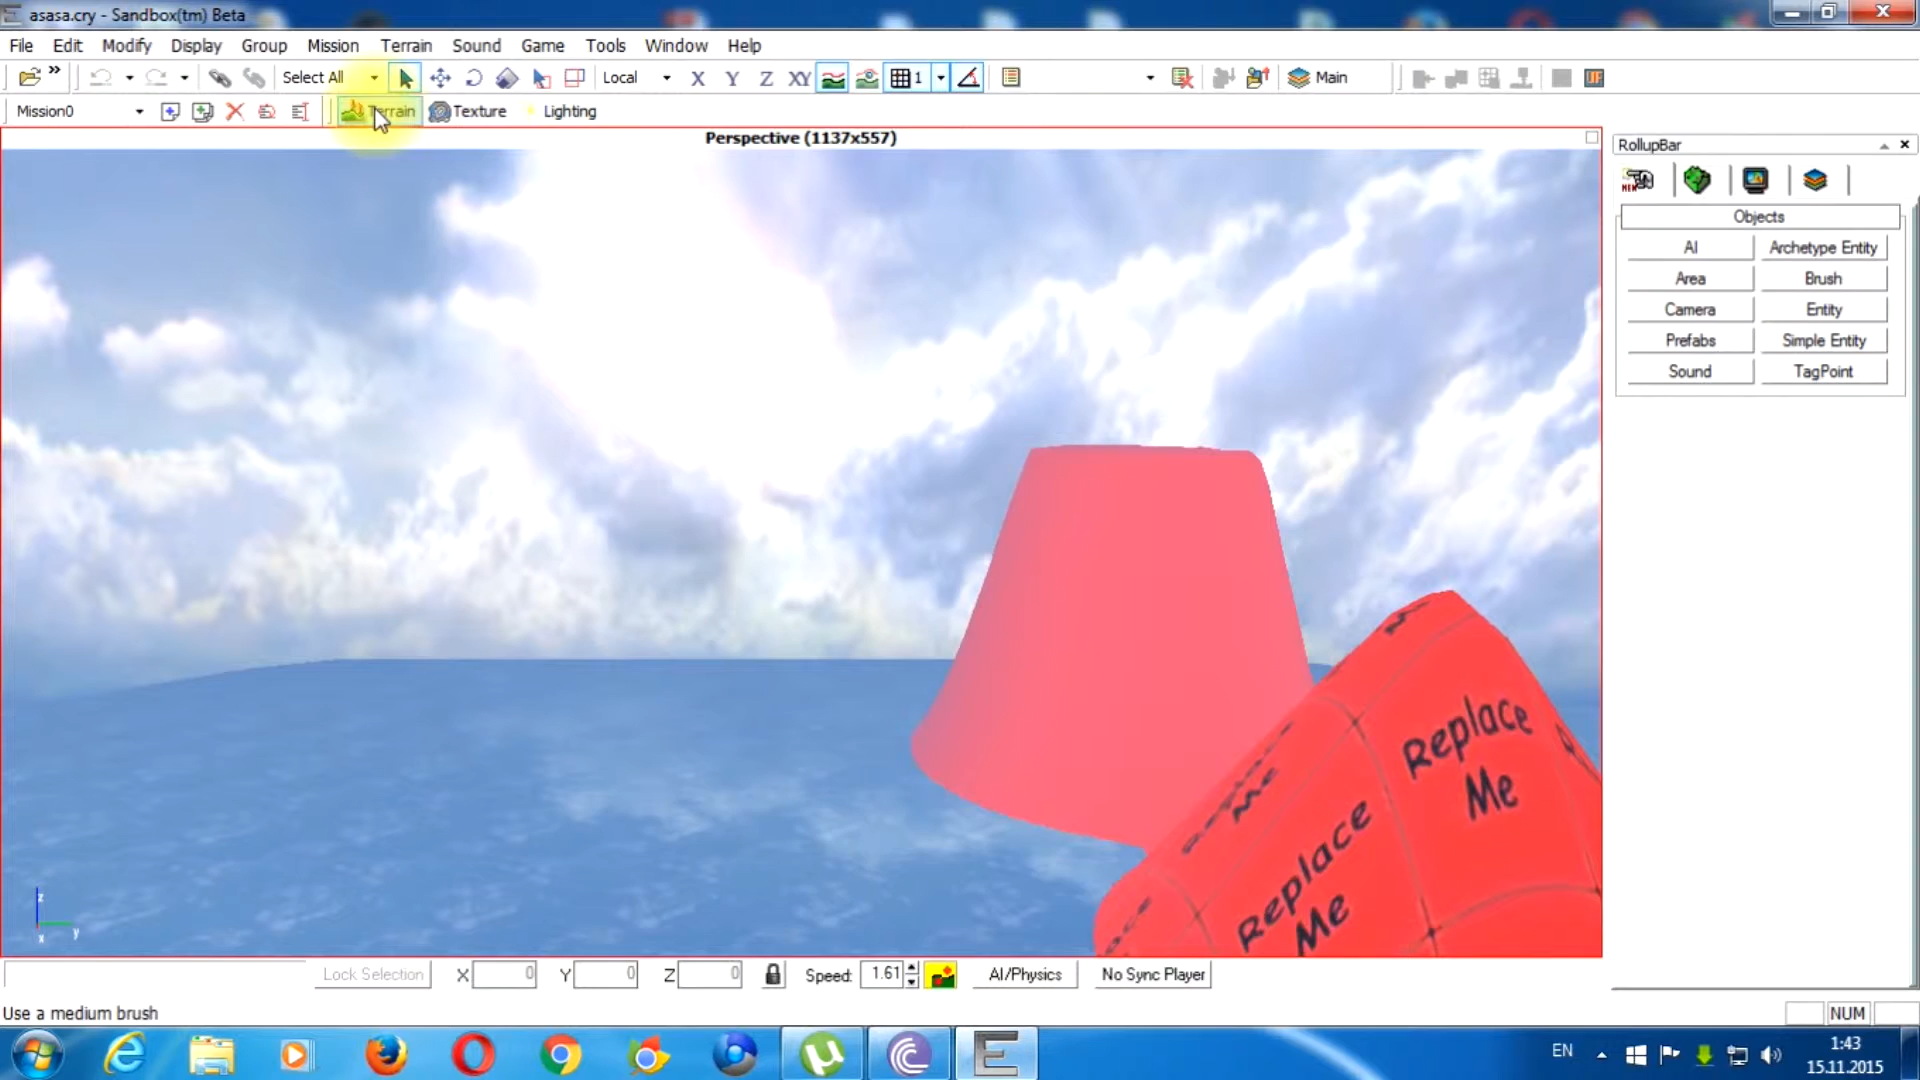 asasa.cry - Sandbox(tm) Beta
File Edit Modify Display Group Mission Terrain Sound Game Tools Window Help
Select All Local X Y Z XY 1 Main
Mission0 Terrain Texture Lighting
Perspective (1137x557)
RollupBar
NEW
Objects
AI Archetype Entity
Area Brush
Camera Entity
Prefabs Simple Entity
Sound TagPoint
Replace
Me
Replace
Me
Me
z
x y
Lock Selection X 0 Y 0 Z 0 Speed: 1.61 AI/Physics No Sync Player
Use a medium brush
NUM
EN
1:43
15.11.2015